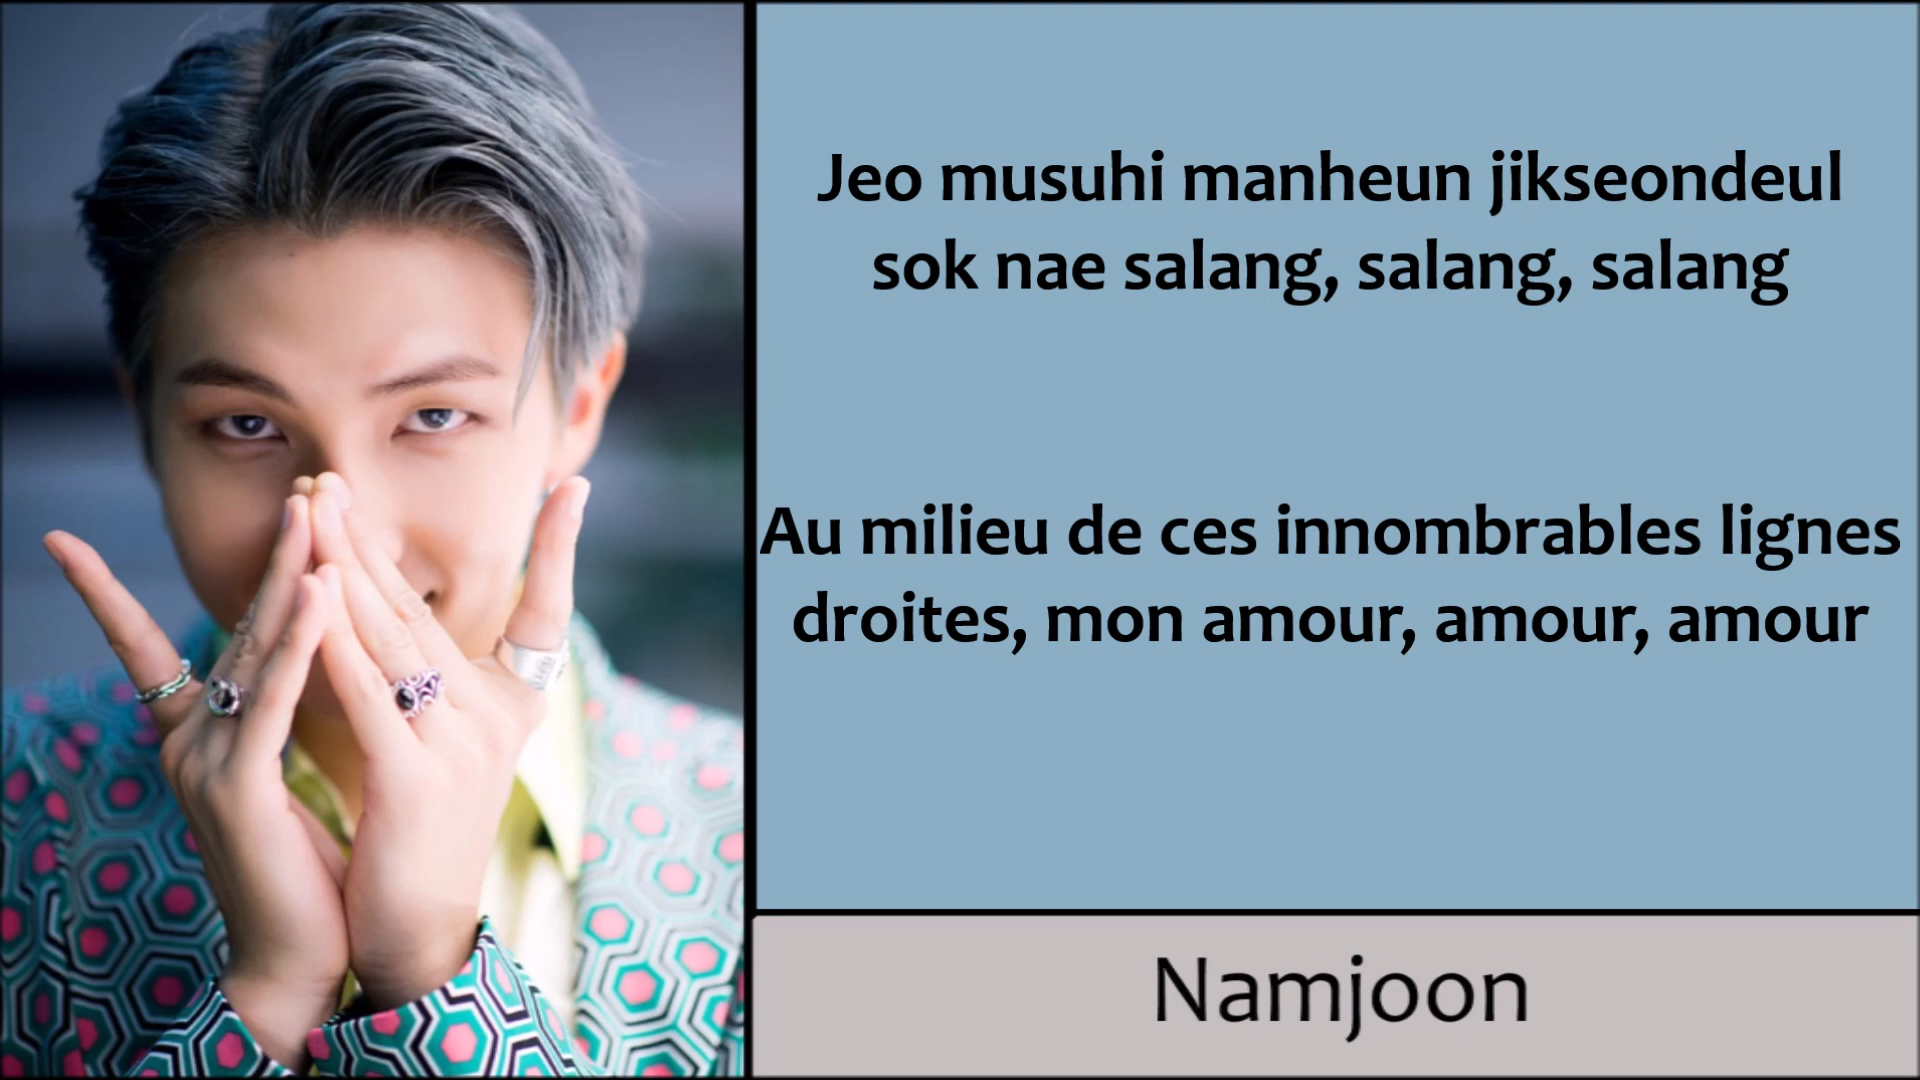 Jeo musuhi manheun jikseondeul
sok nae salang, salang, salang
Au milieu de ces innombrables lignes
droites, mon amour, amour, amour
Namjoon